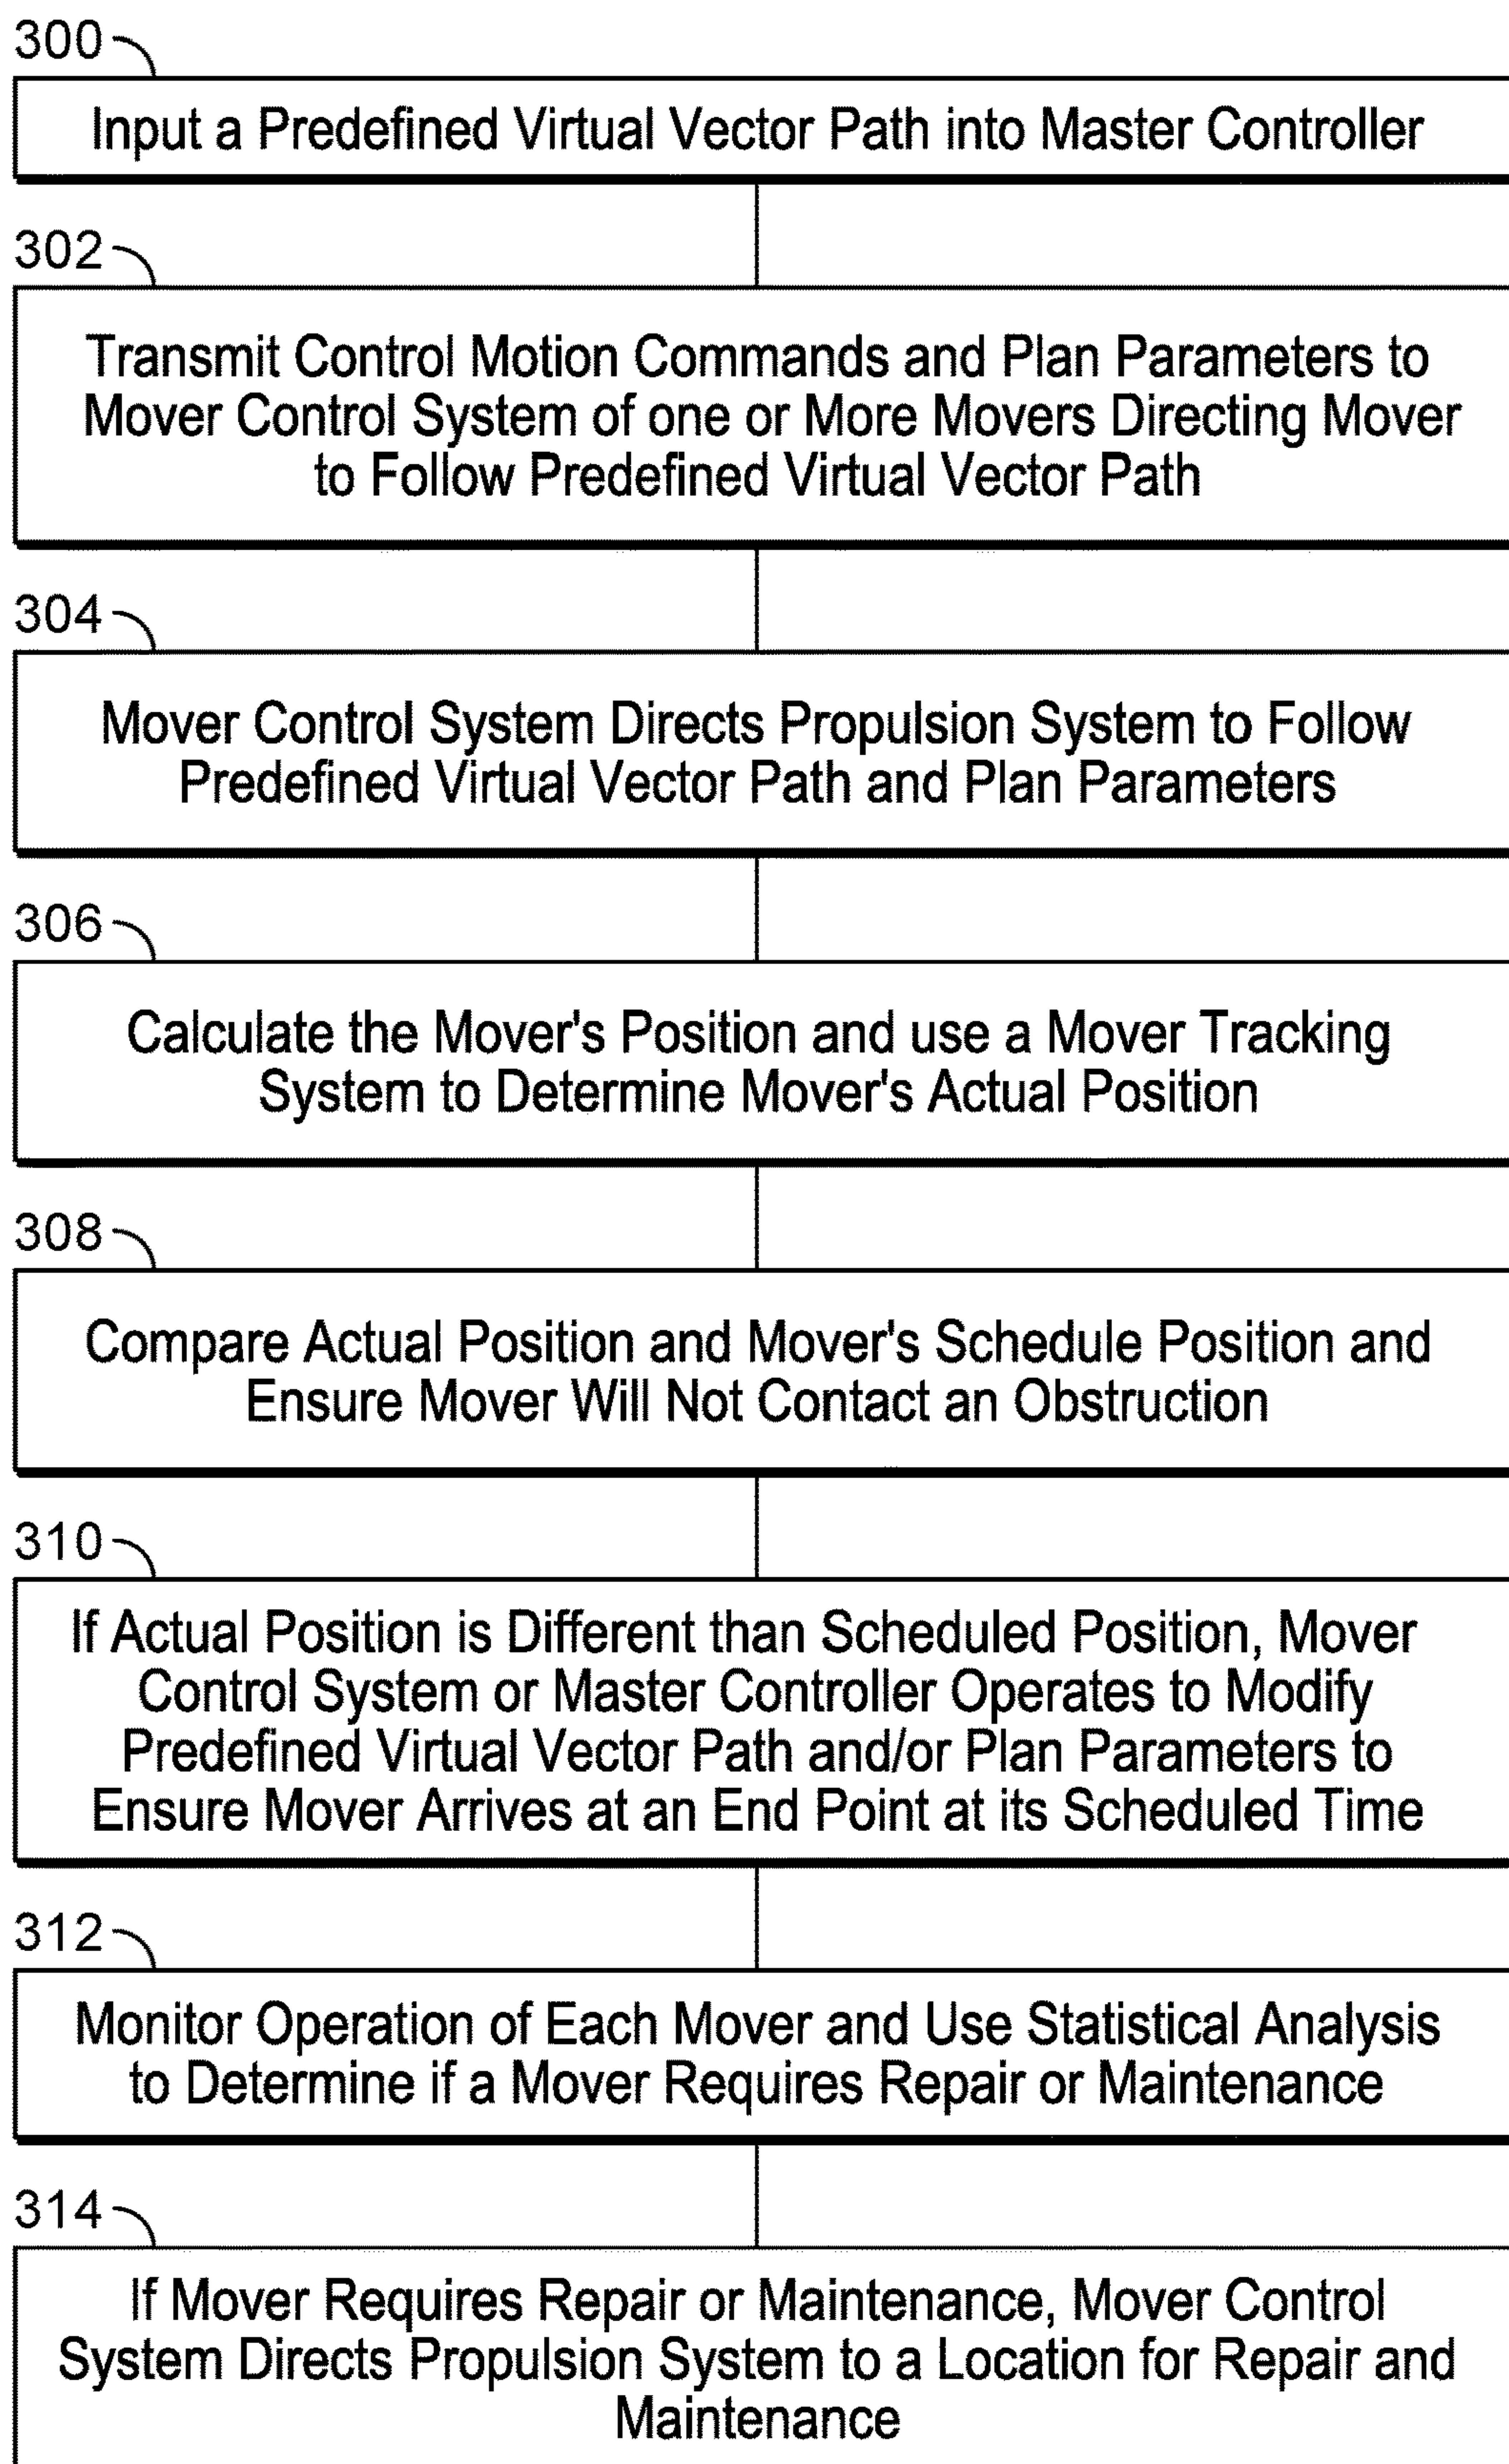 300
Input a Predefined Virtual Vector Path into Master Controller
302
Transmit Control Motion Commands and Plan Parameters to
Mover Control System of one or More Movers Directing Mover
to Follow Predefined Virtual Vector Path
304
Mover Control System Directs Propulsion System to Follow
Predefined Virtual Vector Path and Plan Parameters
306
Calculate the Mover's Position and use a Mover Tracking
System to Determine Mover's Actual Position
308
Compare Actual Position and Mover's Schedule Position and
Ensure Mover Will Not Contact an Obstruction
310
If Actual Position is Different than Scheduled Position, Mover
Control System or Master Controller Operates to Modify
Predefined Virtual Vector Path and/or Plan Parameters to
Ensure Mover Arrives at an End Point at its Scheduled Time
312
Monitor Operation of Each Mover and Use Statistical Analysis
to Determine if a Mover Requires Repair or Maintenance
314
If Mover Requires Repair or Maintenance, Mover Control
System Directs Propulsion System to a Location for Repair and
Maintenance